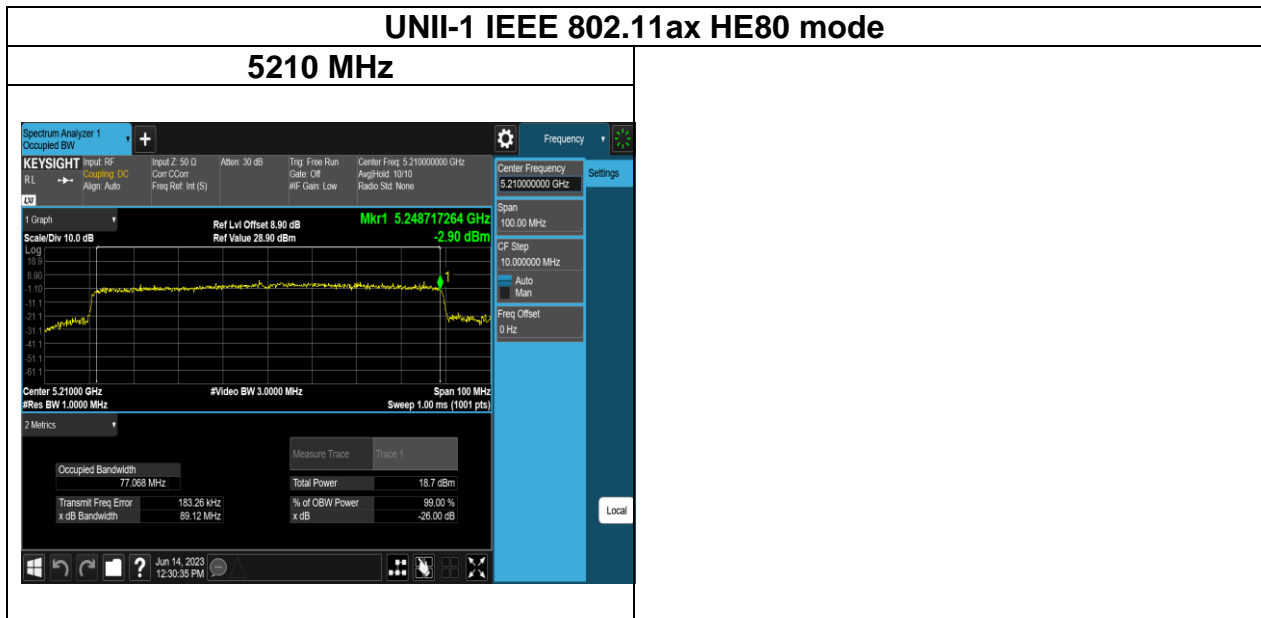 UNII-1 IEEE 802.11ax HE80 mode
5210 MHz
Spectrum Analyzer 1
Occupied BW
Frequency
KEYSIGHT
RL
Input: RF
Coupling: DC
Align: Auto
Input Z: 50 Ω
Corr CCorr
Freq Ref: Int (S)
Atten: 30 dB
Trig: Free Run
Gate: Off
#IF Gain: Low
Center Freq: 5.210000000 GHz
Avg|Hold: 10/10
Radio Std: None
LXI
Center Frequency
5.210000000 GHz
Settings
Span
100.00 MHz
CF Step
10.000000 MHz
Auto
Man
Freq Offset
0 Hz
1 Graph
Scale/Div 10.0 dB
Ref Lvl Offset 8.90 dB
Ref Value 28.90 dBm
Mkr1 5.248717264 GHz
-2.90 dBm
Log
18.9
8.90
-1.10
-11.1
-21.1
-31.1
-41.1
-51.1
-61.1
1
Center 5.21000 GHz
#Res BW 1.0000 MHz
#Video BW 3.0000 MHz
Span 100 MHz
Sweep 1.00 ms (1001 pts)
2 Metrics
Measure Trace
Trace 1
Occupied Bandwidth
77.068 MHz
Total Power
18.7 dBm
Transmit Freq Error
183.26 kHz
% of OBW Power
99.00 %
x dB Bandwidth
89.12 MHz
x dB
-26.00 dB
Local
?
Jun 14, 2023
12:30:35 PM